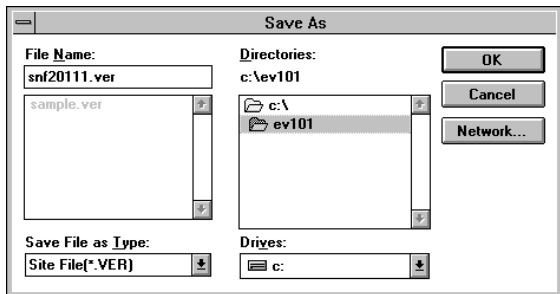 Save As
File Name:
snf20111.ver
sample.ver
Save File as Type:
Site File(*.VER)
Directories:
c:\ev101
c:\
ev101
Drives:
c:
OK
Cancel
Network...